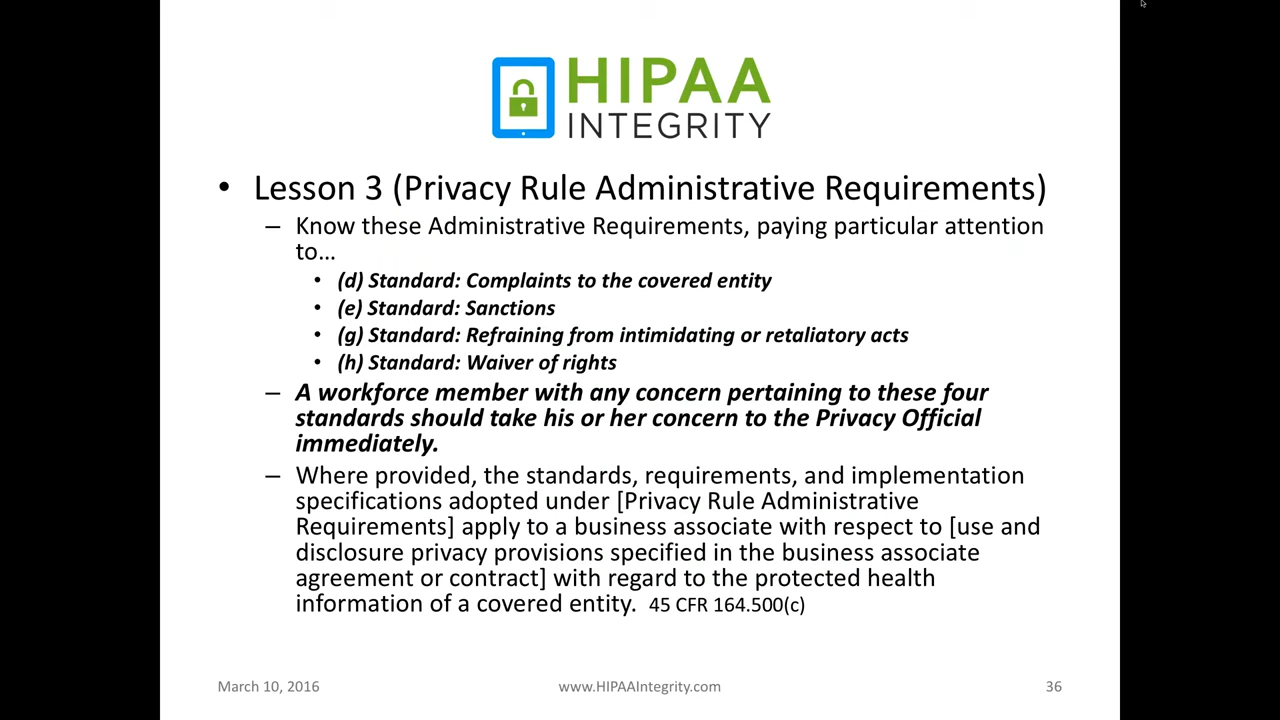 HIPAA
INTEGRITY
• Lesson 3 (Privacy Rule Administrative Requirements)
– Know these Administrative Requirements, paying particular attention
to…
• (d) Standard: Complaints to the covered entity
• (e) Standard: Sanctions
• (g) Standard: Refraining from intimidating or retaliatory acts
• (h) Standard: Waiver of rights
– A workforce member with any concern pertaining to these four
standards should take his or her concern to the Privacy Official
immediately.
– Where provided, the standards, requirements, and implementation
specifications adopted under [Privacy Rule Administrative
Requirements] apply to a business associate with respect to [use and
disclosure privacy provisions specified in the business associate
agreement or contract] with regard to the protected health
information of a covered entity. 45 CFR 164.500(c)
March 10, 2016
www.HIPAAIntegrity.com
36